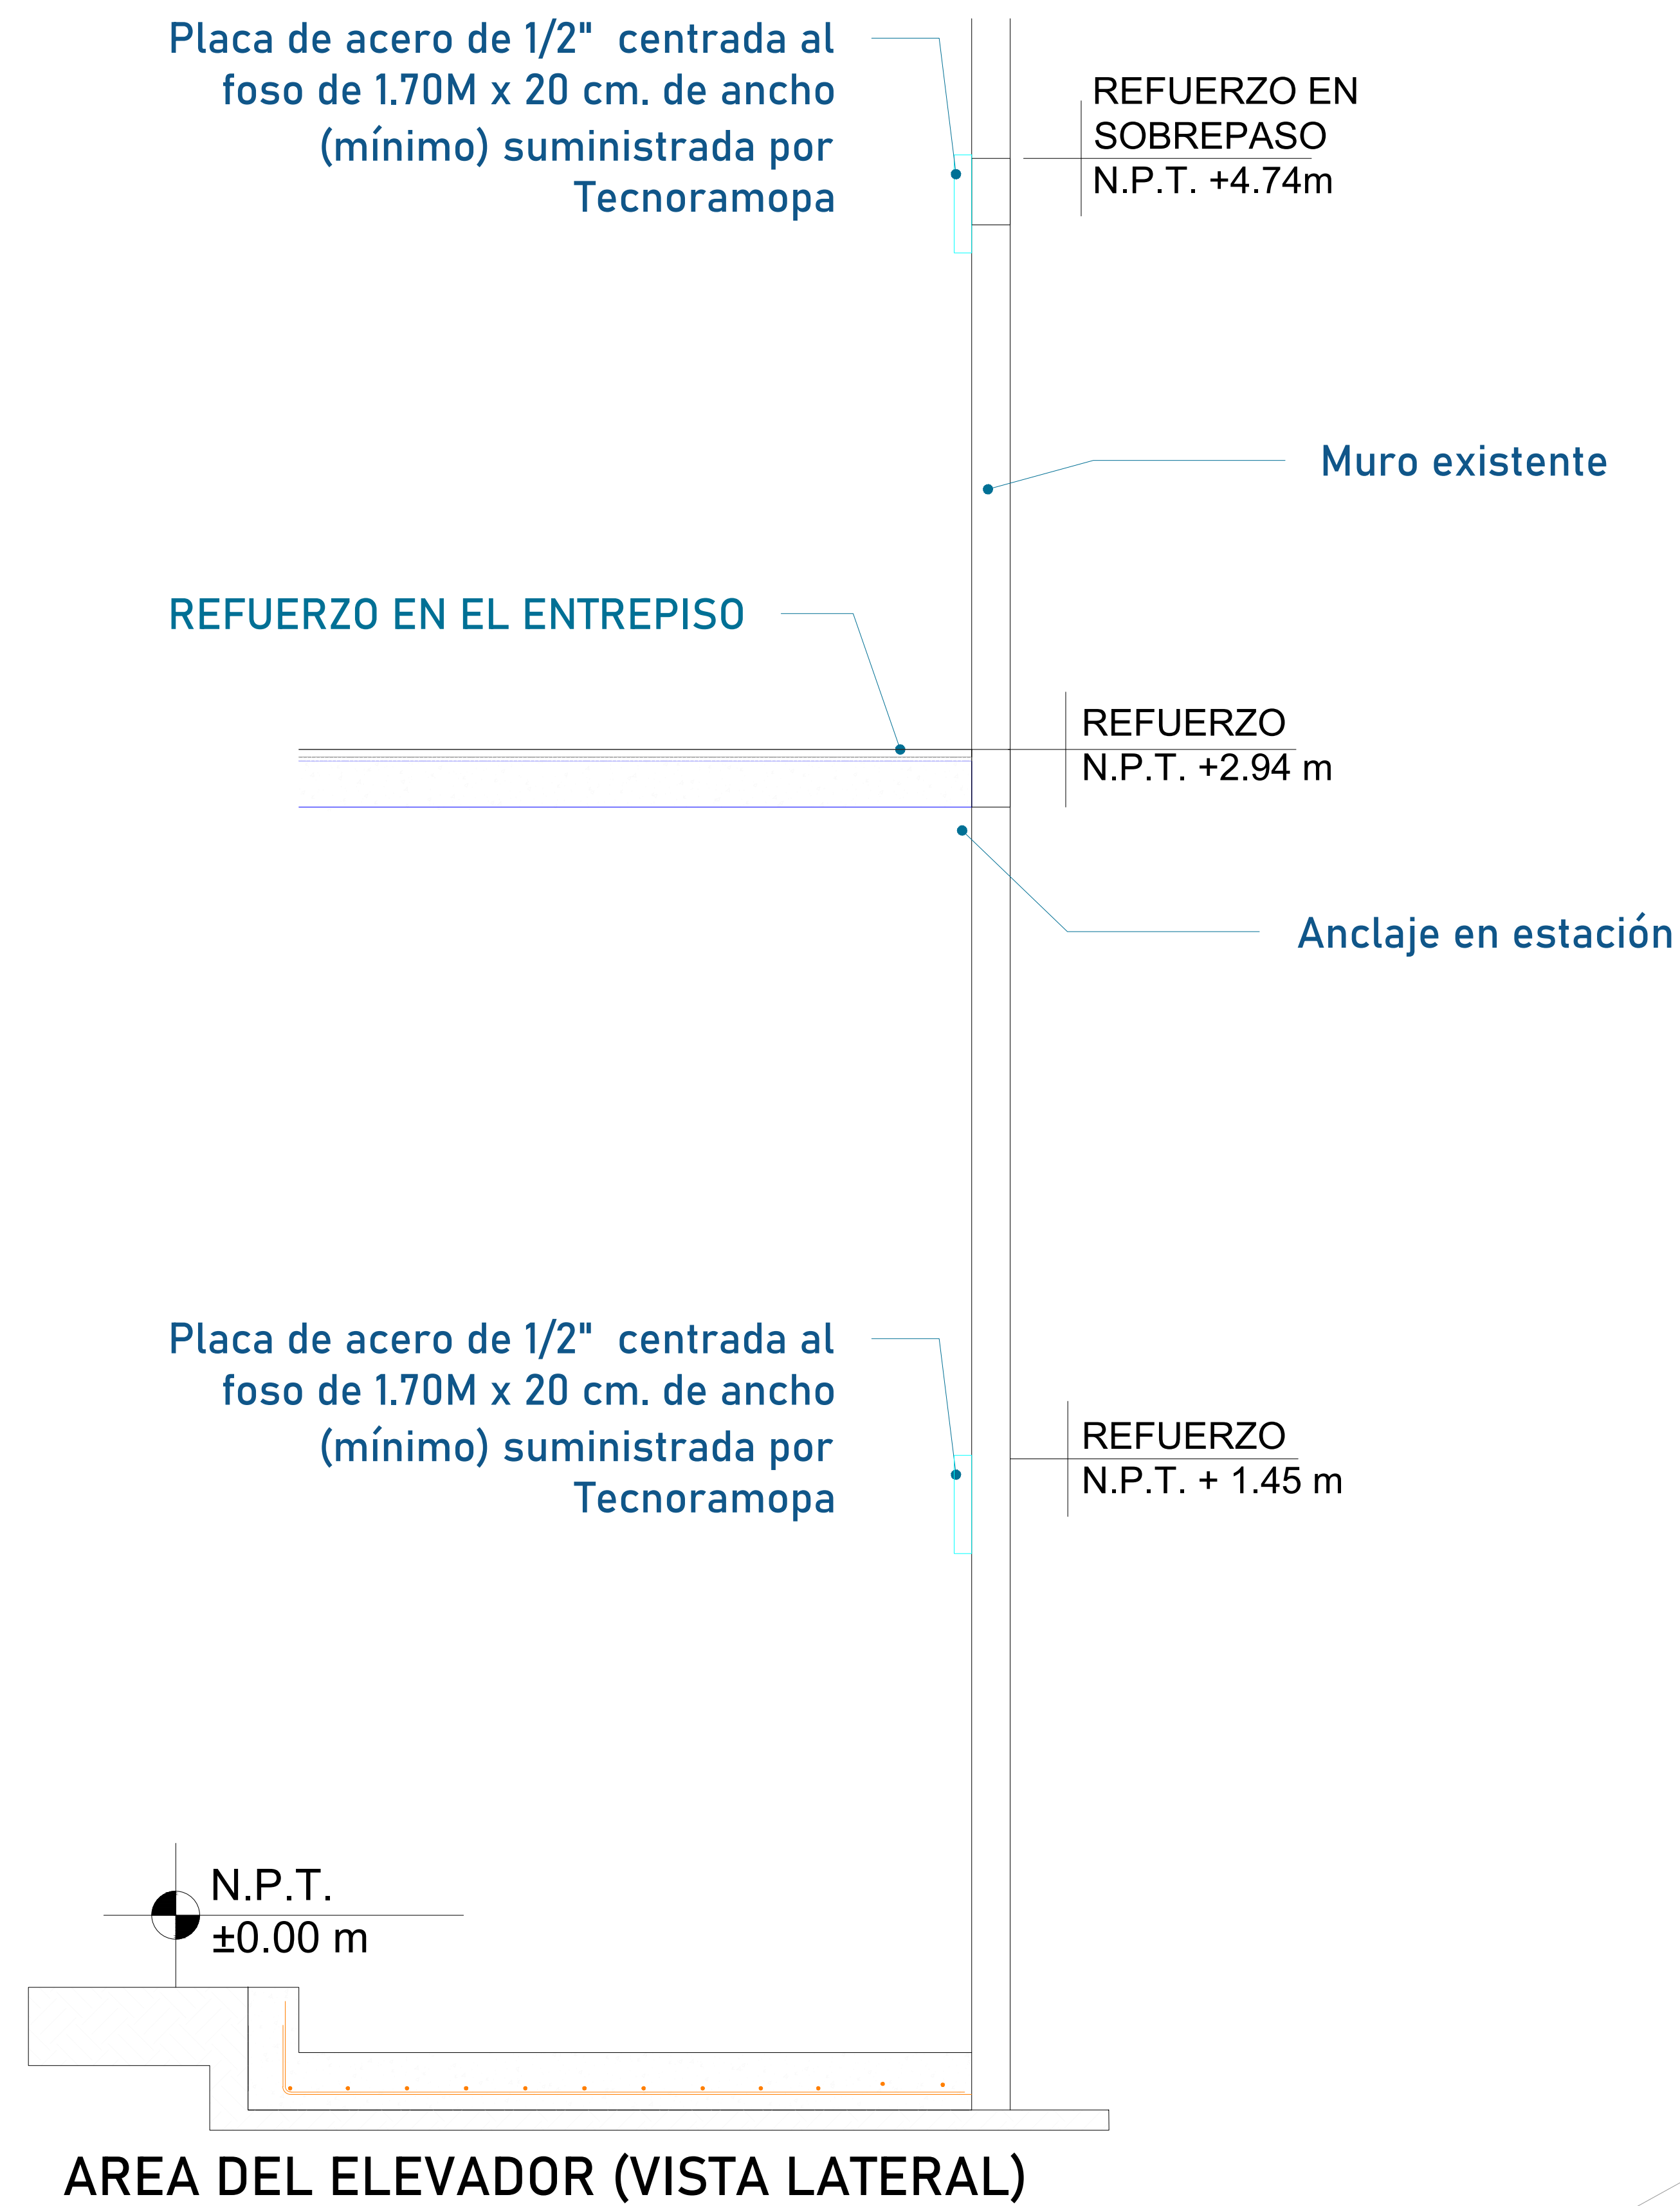 Placa de acero de 1/2" centrada al
foso de 1.70M x 20 cm. de ancho
(mínimo) suministrada por
Tecnoramopa
REFUERZO EN
SOBREPASO
N.P.T. +4.74m
Muro existente
REFUERZO EN EL ENTREPISO
REFUERZO
N.P.T. +2.94 m
Anclaje en estación
Placa de acero de 1/2" centrada al
foso de 1.70M x 20 cm. de ancho
(mínimo) suministrada por
Tecnoramopa
REFUERZO
N.P.T. + 1.45 m
N.P.T.
±0.00 m
AREA DEL ELEVADOR (VISTA LATERAL)